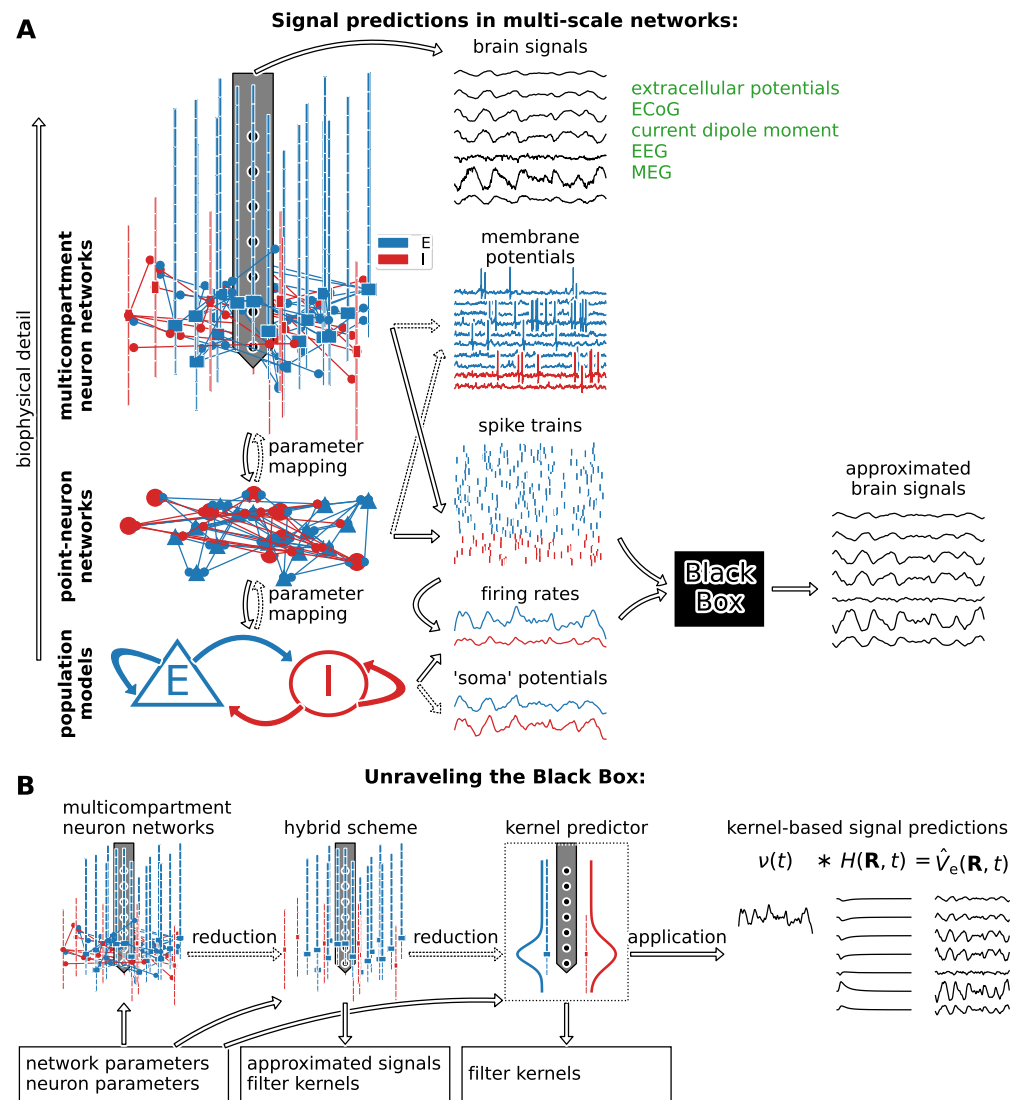 A
Signal predictions in multi-scale networks:
brain signals
extracellular potentials
ECoG
current dipole moment
EEG
MEG
biophysical detail
multicompartment
neuron networks
E
I
membrane
potentials
parameter
mapping
spike trains
point-neuron
networks
approximated
brain signals
Black
Box
parameter
mapping
firing rates
population
models
E
I
'soma' potentials
B
Unraveling the Black Box:
multicompartment
neuron networks
hybrid scheme
kernel predictor
kernel-based signal predictions
ν(t) ∗ H(R, t) = V̂e(R, t)
reduction
reduction
application
network parameters
neuron parameters
approximated signals
filter kernels
filter kernels